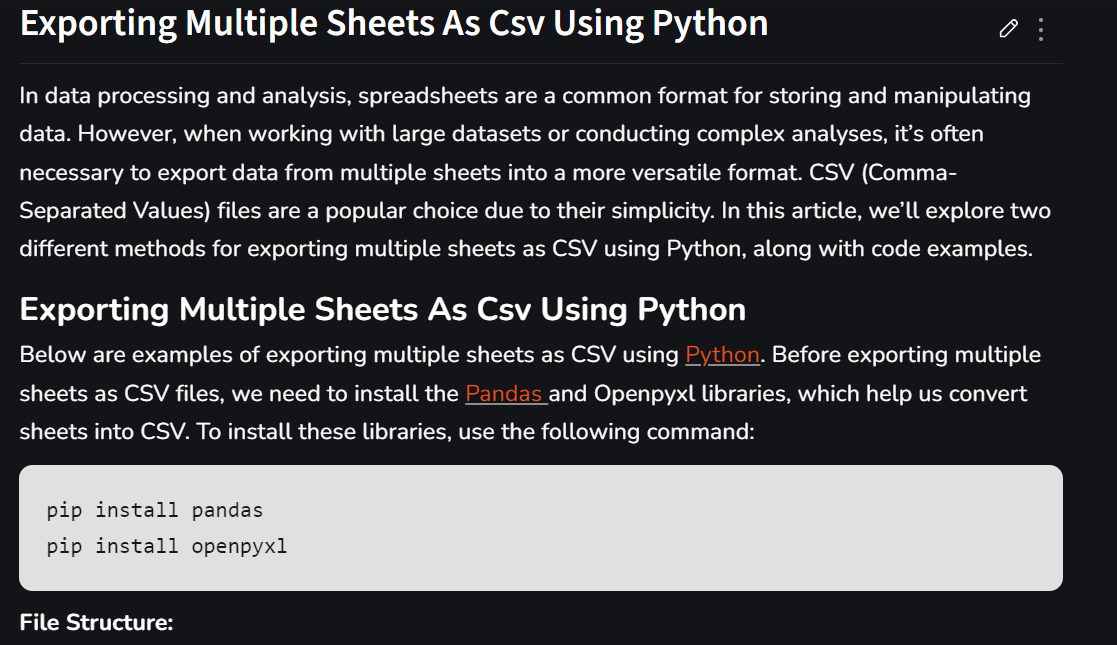 Exporting Multiple Sheets As Csv Using Python
In data processing and analysis, spreadsheets are a common format for storing and manipulating
data. However, when working with large datasets or conducting complex analyses, it’s often
necessary to export data from multiple sheets into a more versatile format. CSV (Comma-
Separated Values) files are a popular choice due to their simplicity. In this article, we’ll explore two
different methods for exporting multiple sheets as CSV using Python, along with code examples.
Exporting Multiple Sheets As Csv Using Python
Below are examples of exporting multiple sheets as CSV using Python. Before exporting multiple
sheets as CSV files, we need to install the Pandas and Openpyxl libraries, which help us convert
sheets into CSV. To install these libraries, use the following command:
pip install pandas
pip install openpyxl
File Structure: